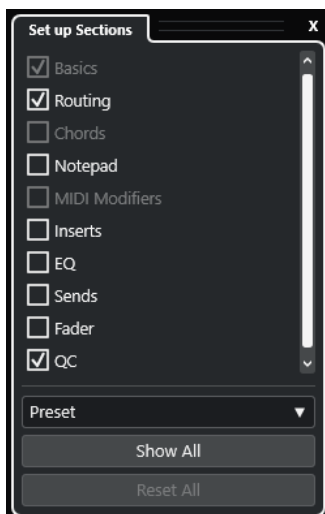 Set up Sections X
Basics
Routing
Chords
Notepad
MIDI Modifiers
Inserts
EQ
Sends
Fader
QC
Preset
Show All
Reset All